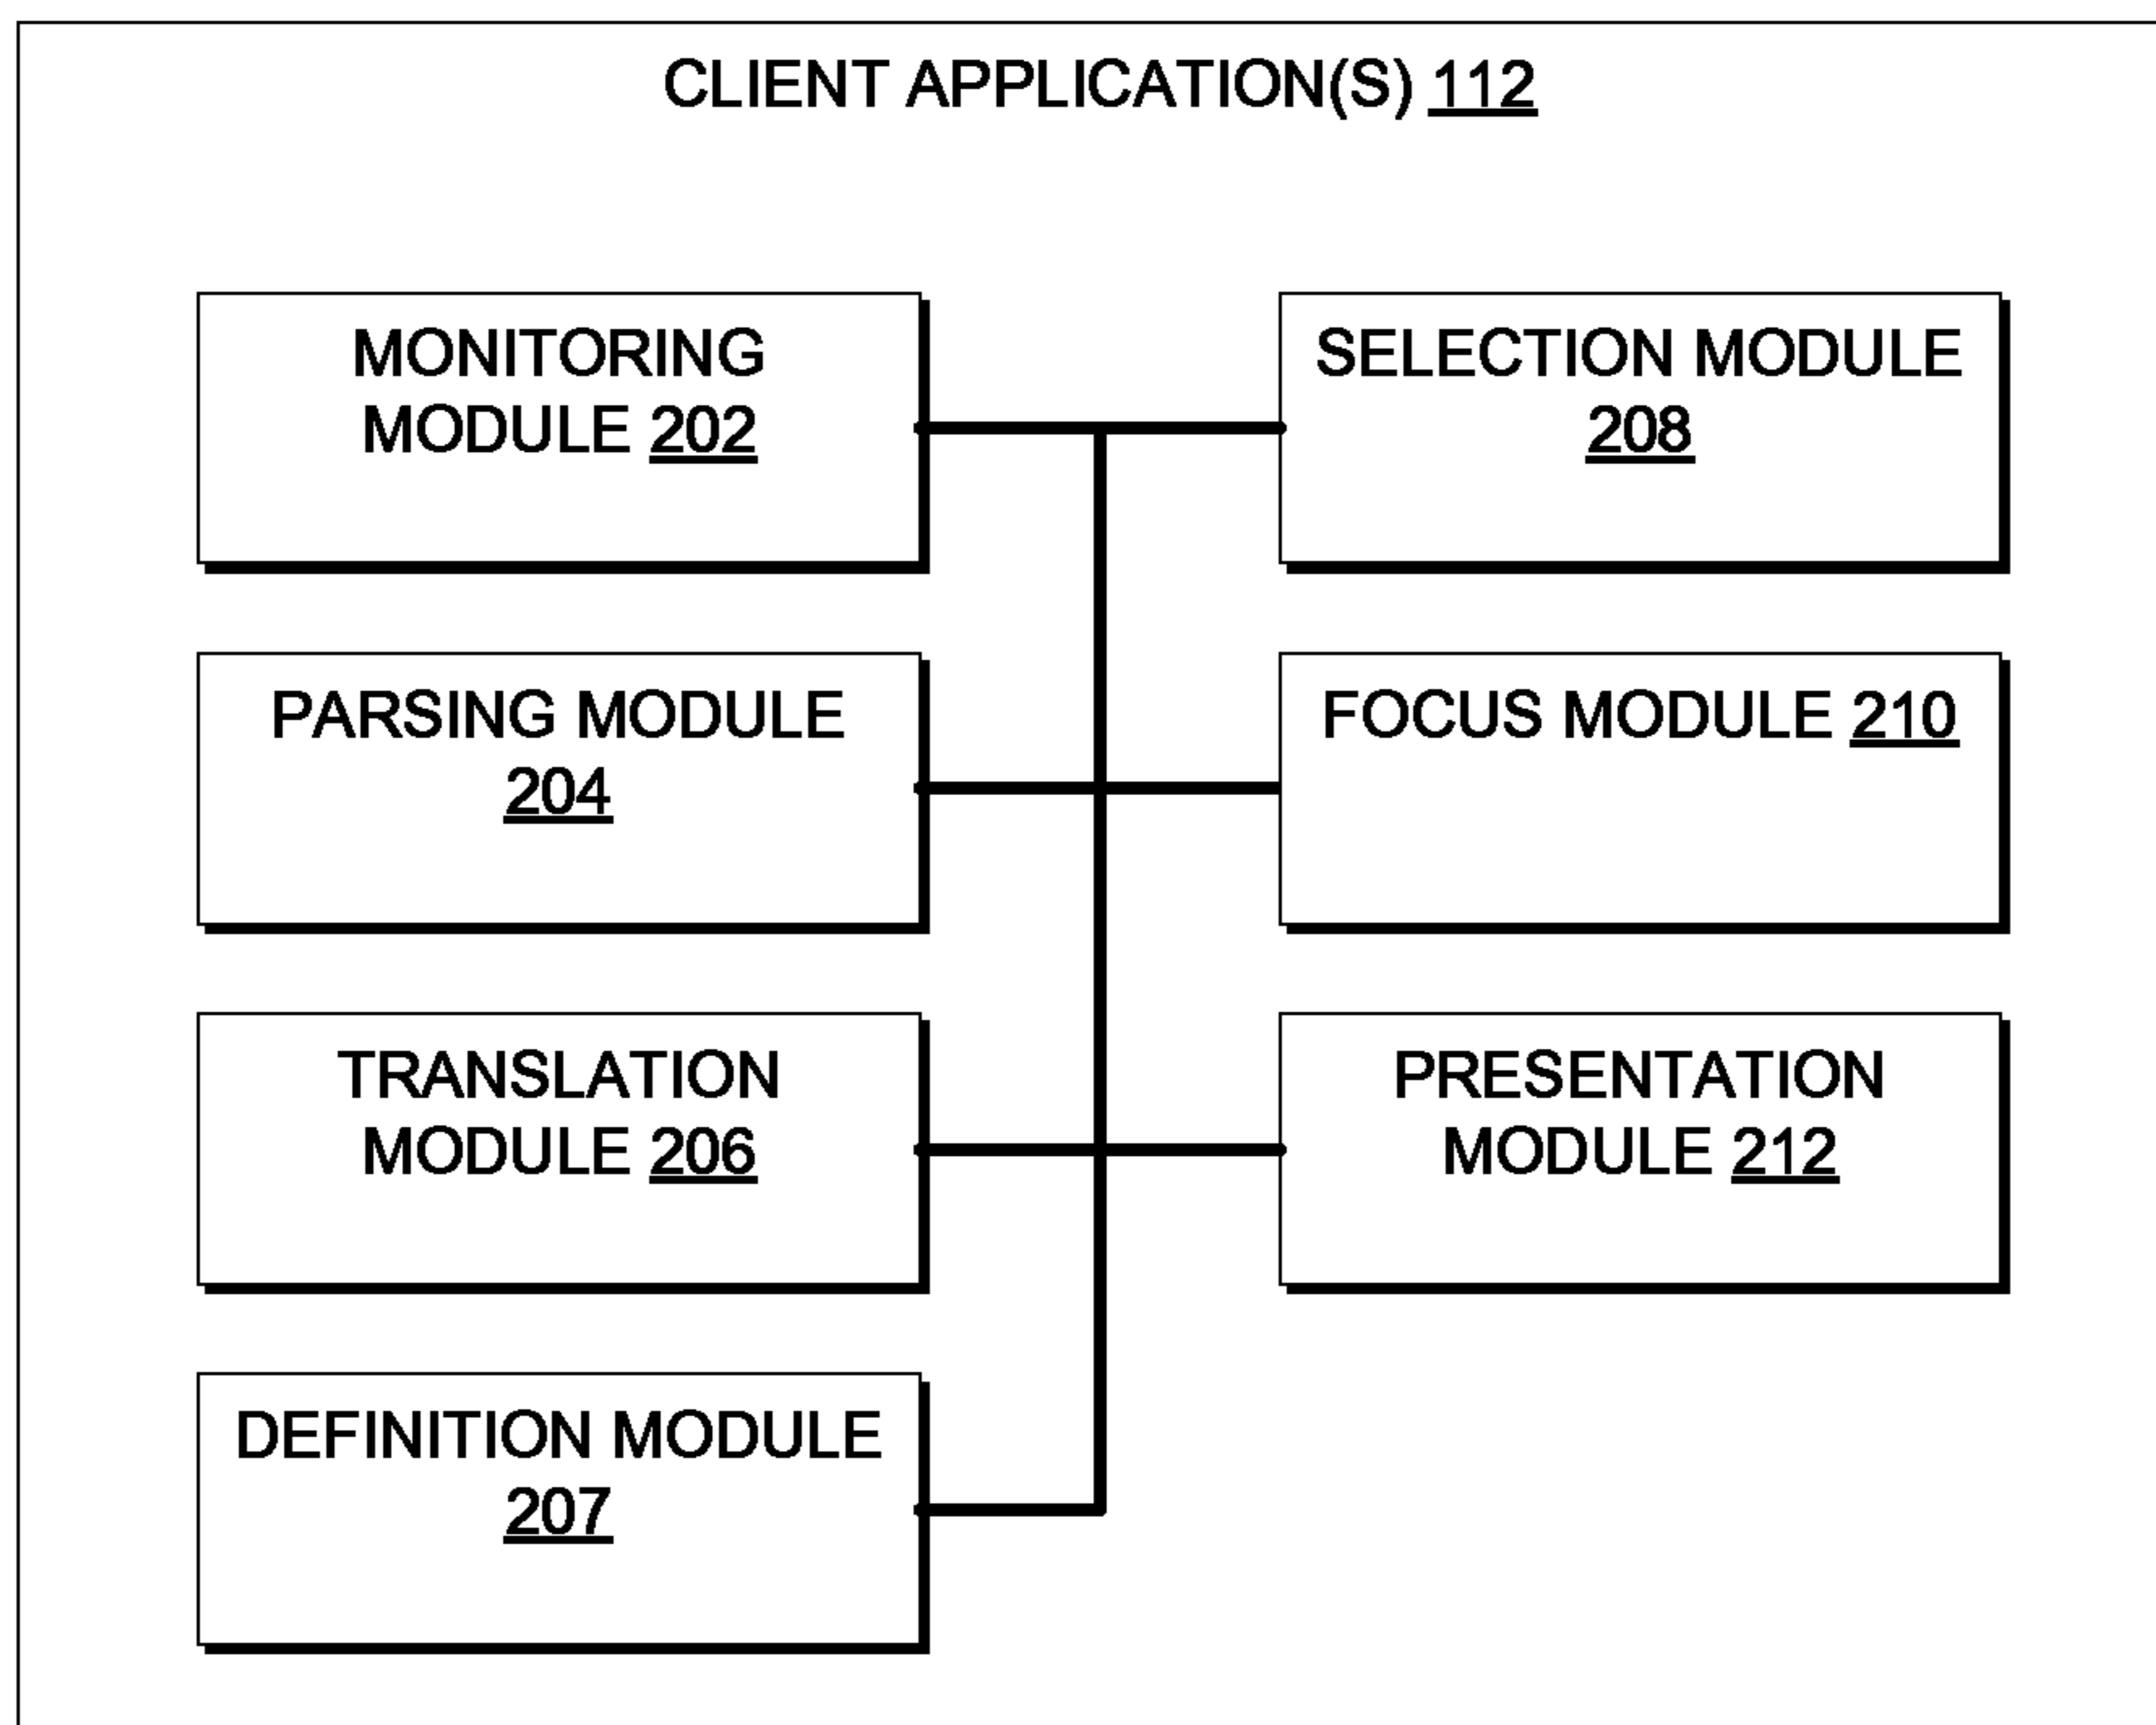 CLIENT APPLICATION(S) 112
MONITORING
MODULE 202
SELECTION MODULE
208
PARSING MODULE
204
FOCUS MODULE 210
TRANSLATION
MODULE 206
PRESENTATION
MODULE 212
DEFINITION MODULE
207